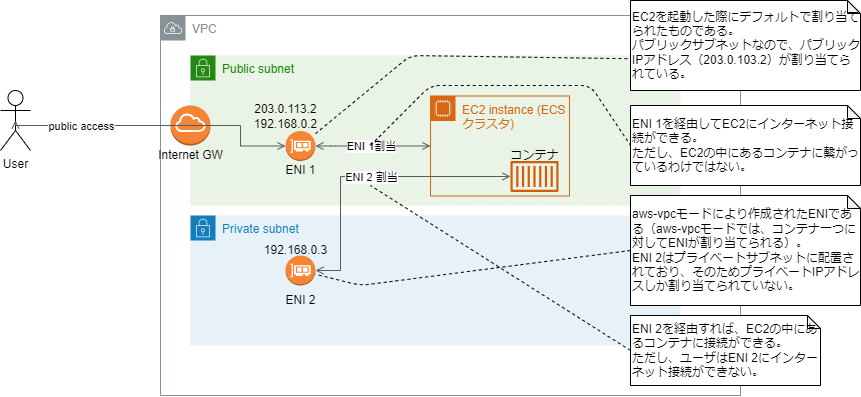 VPC
Public subnet
203.0.113.2
192.168.0.2
ENI 1
User
public access
Internet GW
EC2 instance (ECS
クラスタ)
ENI 1割当
コンテナ
ENI 2 割当
Private subnet
192.168.0.3
ENI 2
EC2を起動した際にデフォルトで割り当て
られたものである。
パブリックサブネットなので、パブリック
IPアドレス（203.0.103.2）が割り当てら
れている。
ENI 1を経由してEC2にインターネット接
続ができる。
ただし、EC2の中にあるコンテナに繋がっ
ているわけではない。
aws-vpcモードにより作成されたENIであ
る（aws-vpcモードでは、コンテナ一つに
対してENIが割り当てられる）。
ENI 2はプライベートサブネットに配置さ
れており、そのためプライベートIPアドレ
スしか割り当てられていない。
ENI 2を経由すれば、EC2の中にあ
るコンテナに接続ができる。
ただし、ユーザはENI 2にインター
ネット接続ができない。